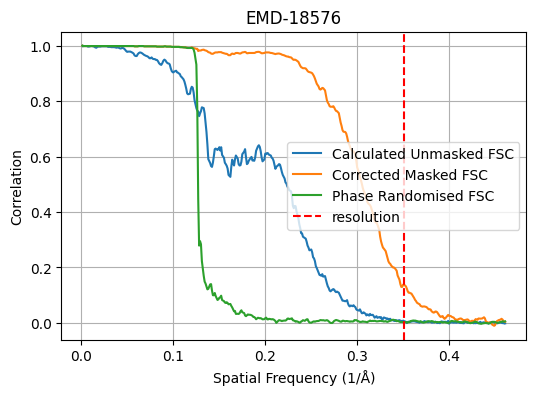 EMD-18576
1.0
0.8
0.6
0.4
0.2
0.0
Correlation
Calculated Unmasked FSC
Corrected Masked FSC
Phase Randomised FSC
resolution
0.0 0.1 0.2 0.3 0.4
Spatial Frequency (1/Å)